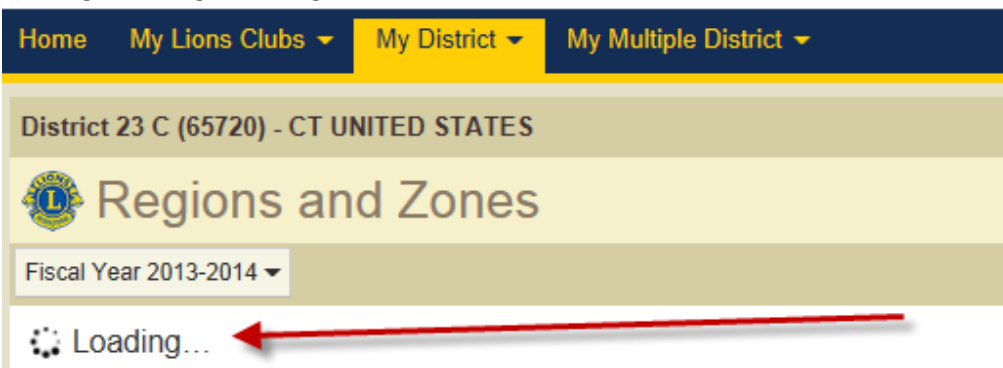 Home My Lions Clubs My District My Multiple District
District 23 C (65720) - CT UNITED STATES
L
Regions and Zones
Fiscal Year 2013-2014
Loading...